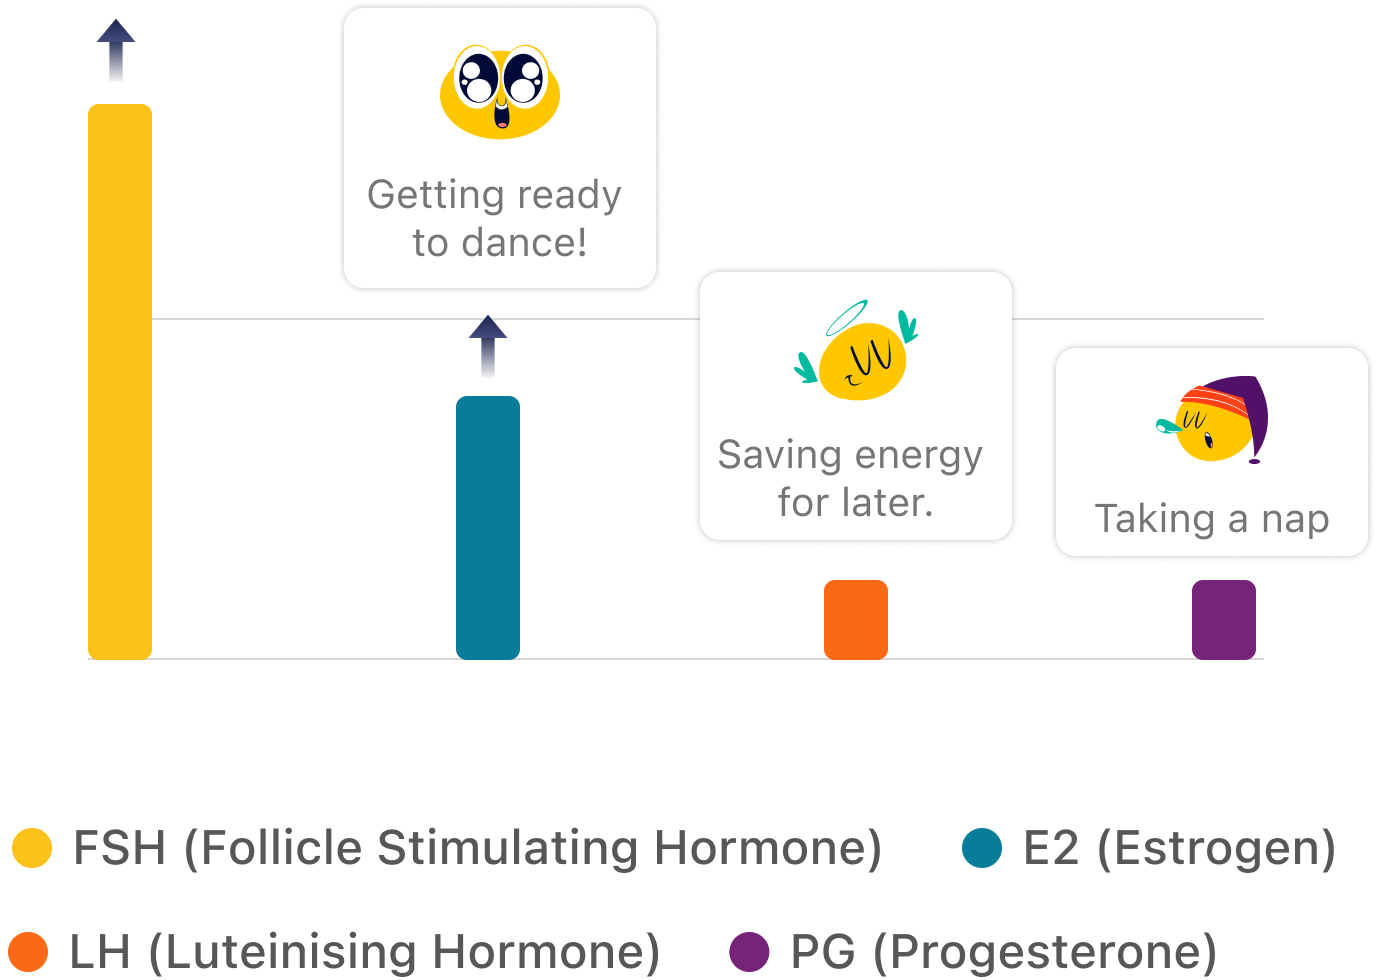 Getting ready
to dance!
Saving energy
for later.
Taking a nap
FSH (Follicle Stimulating Hormone)
E2 (Estrogen)
LH (Luteinising Hormone)
PG (Progesterone)